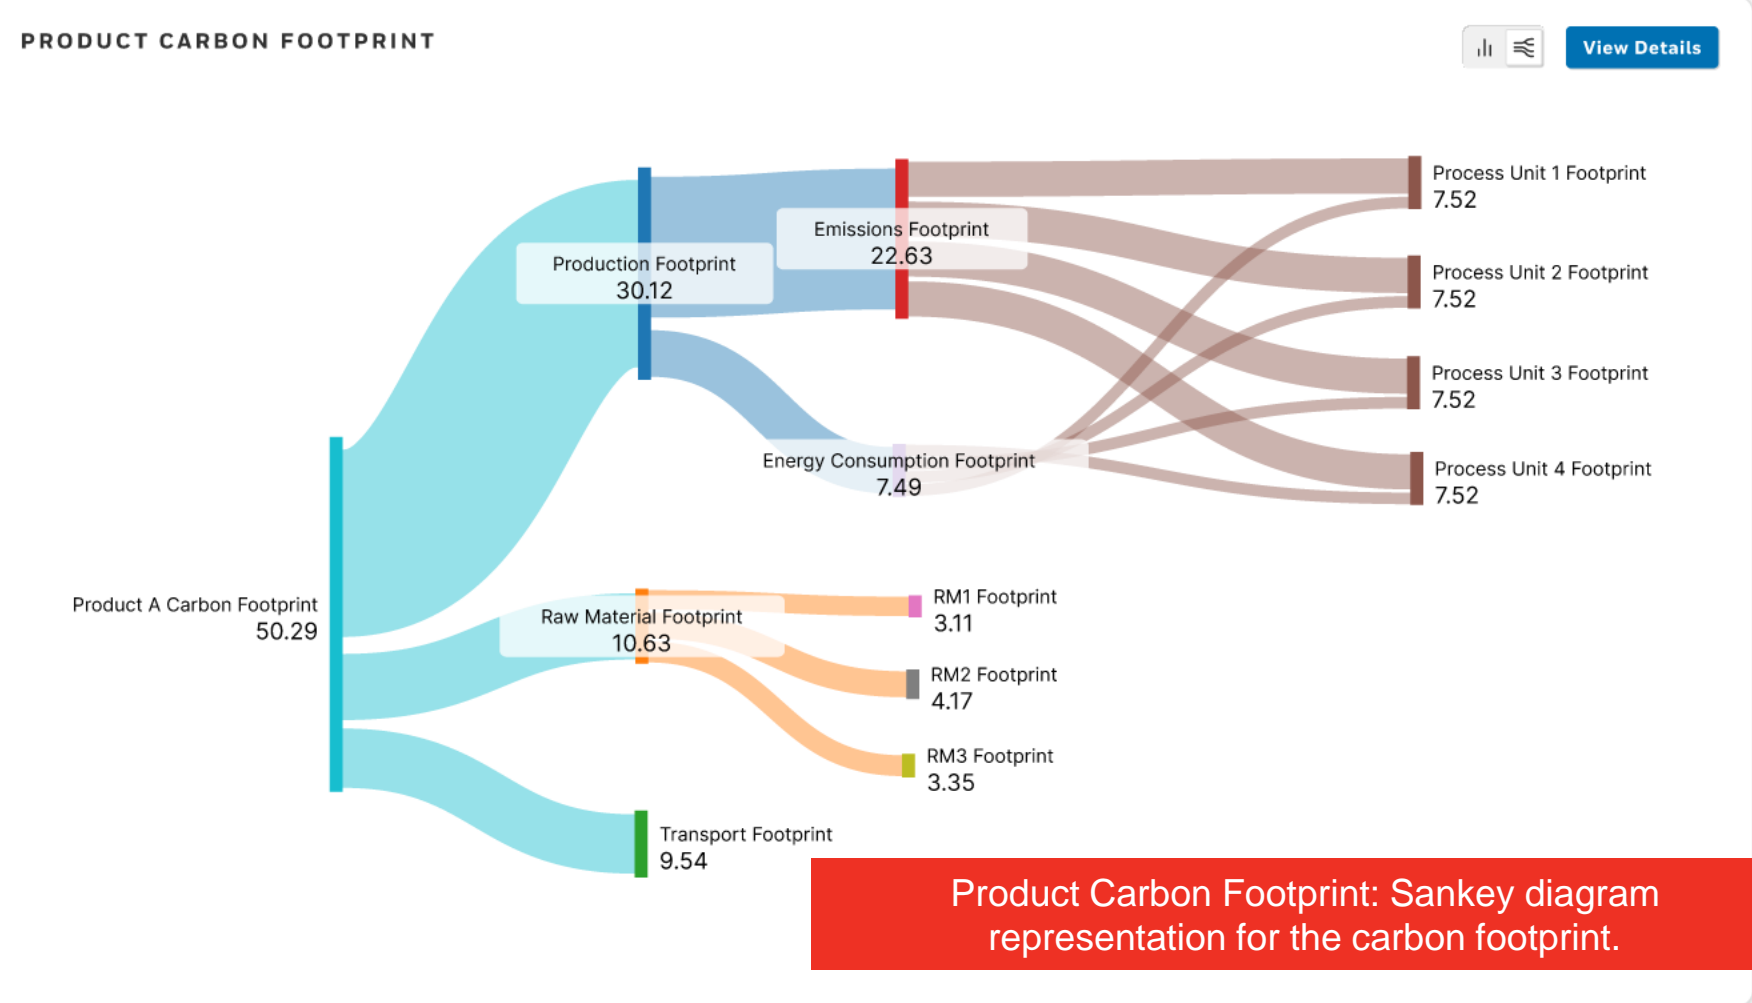 PRODUCT CARBON FOOTPRINT
View Details
Process Unit 1 Footprint
7.52
Emissions Footprint
22.63
Production Footprint
30.12
Process Unit 2 Footprint
7.52
Process Unit 3 Footprint
7.52
Energy Consumption Footprint
7.49
Process Unit 4 Footprint
7.52
Product A Carbon Footprint
50.29
Raw Material Footprint
10.63
RM1 Footprint
3.11
RM2 Footprint
4.17
RM3 Footprint
3.35
Transport Footprint
9.54
Product Carbon Footprint: Sankey diagram
representation for the carbon footprint.